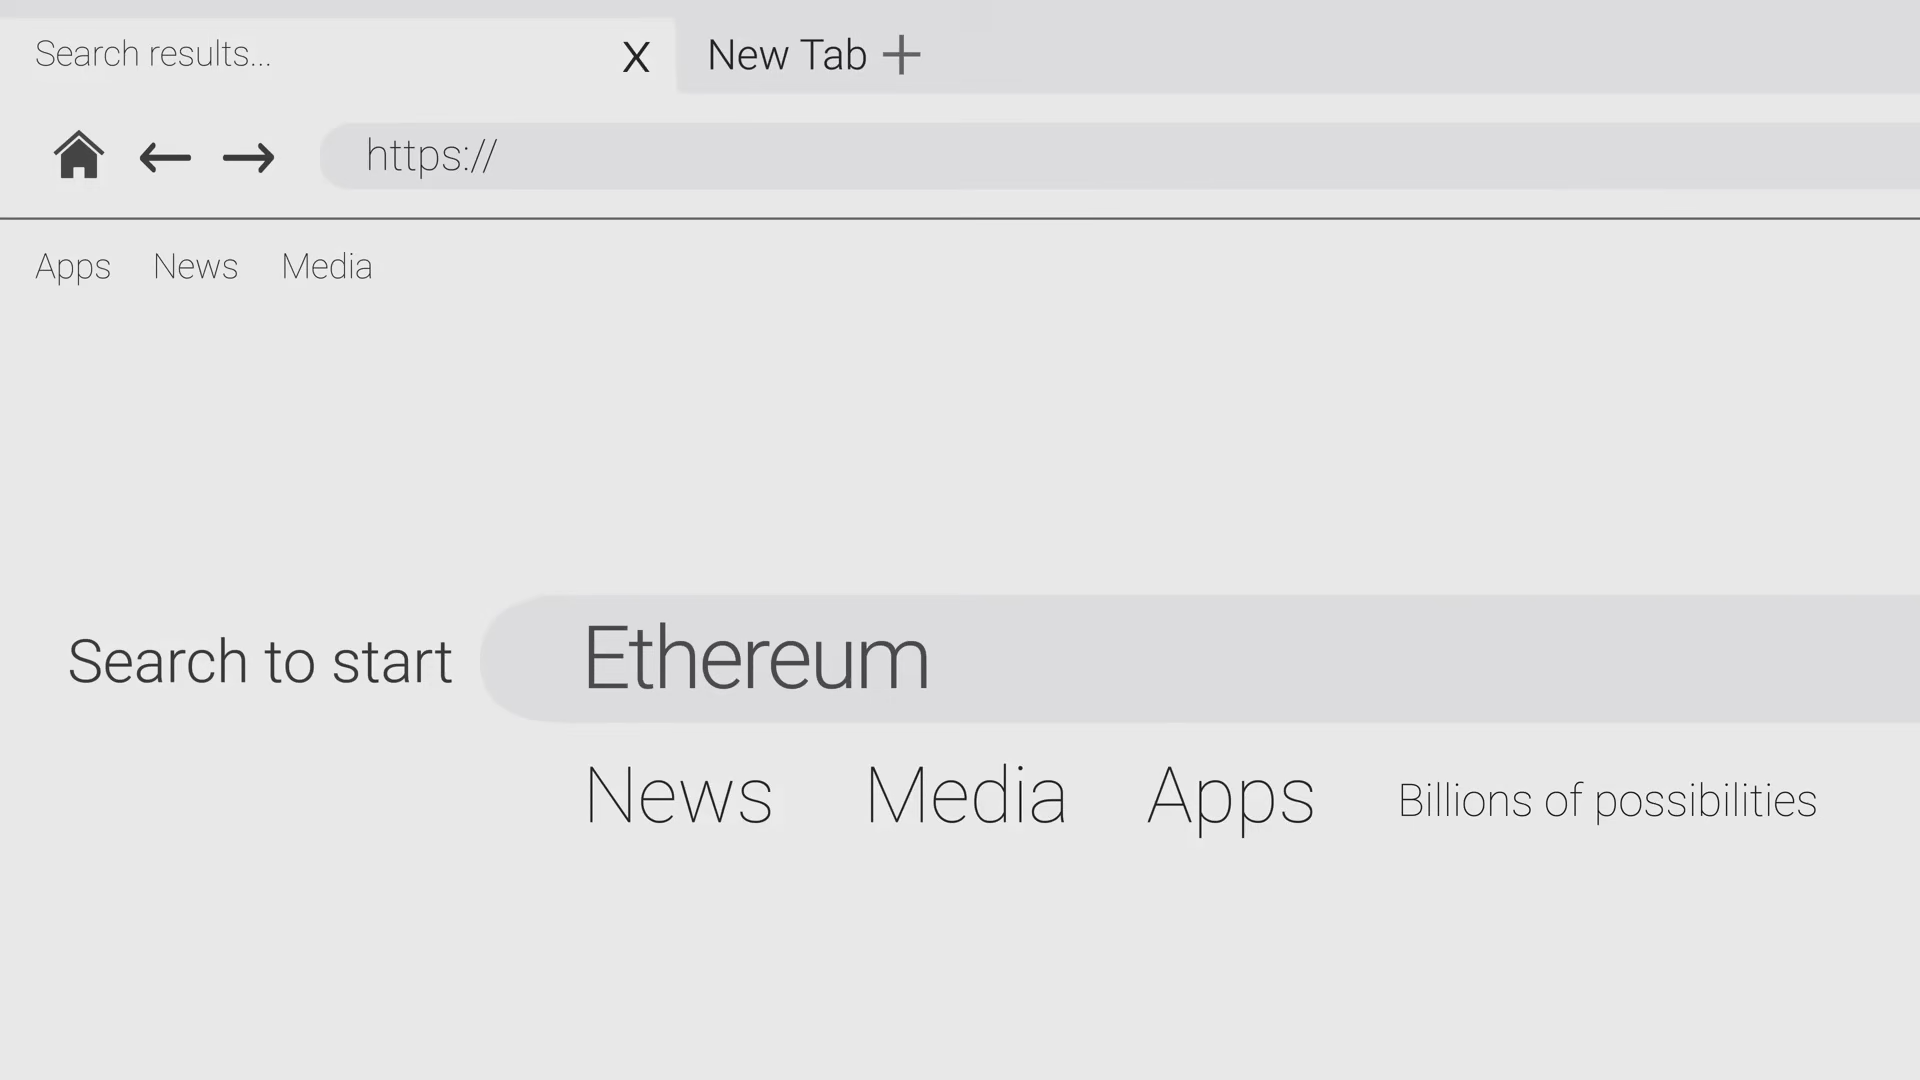 Search results... X New Tab +
https://
Apps News Media
Search to start Ethereum
News Media Apps Billions of possibilities